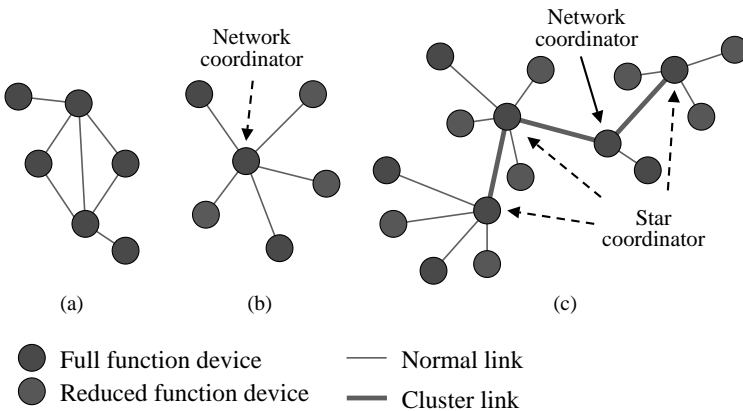 Network
coordinator
Network
coordinator
Star
coordinator
(a)
(b)
(c)
Full function device
Normal link
Reduced function device
Cluster link